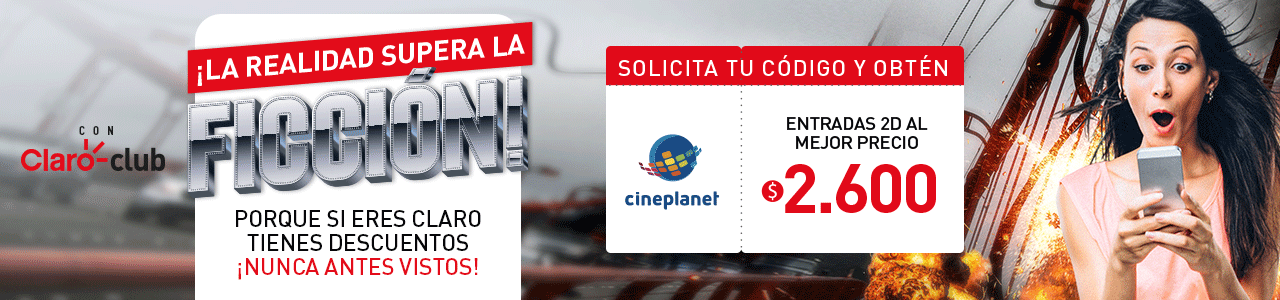 CON
Claro-club
¡LA REALIDAD SUPERA LA
FICCIÓN!
PORQUE SI ERES CLARO
TIENES DESCUENTOS
¡NUNCA ANTES VISTOS!
SOLICITA TU CÓDIGO Y OBTÉN
cineplanet
ENTRADAS 2D AL
MEJOR PRECIO
$2.600